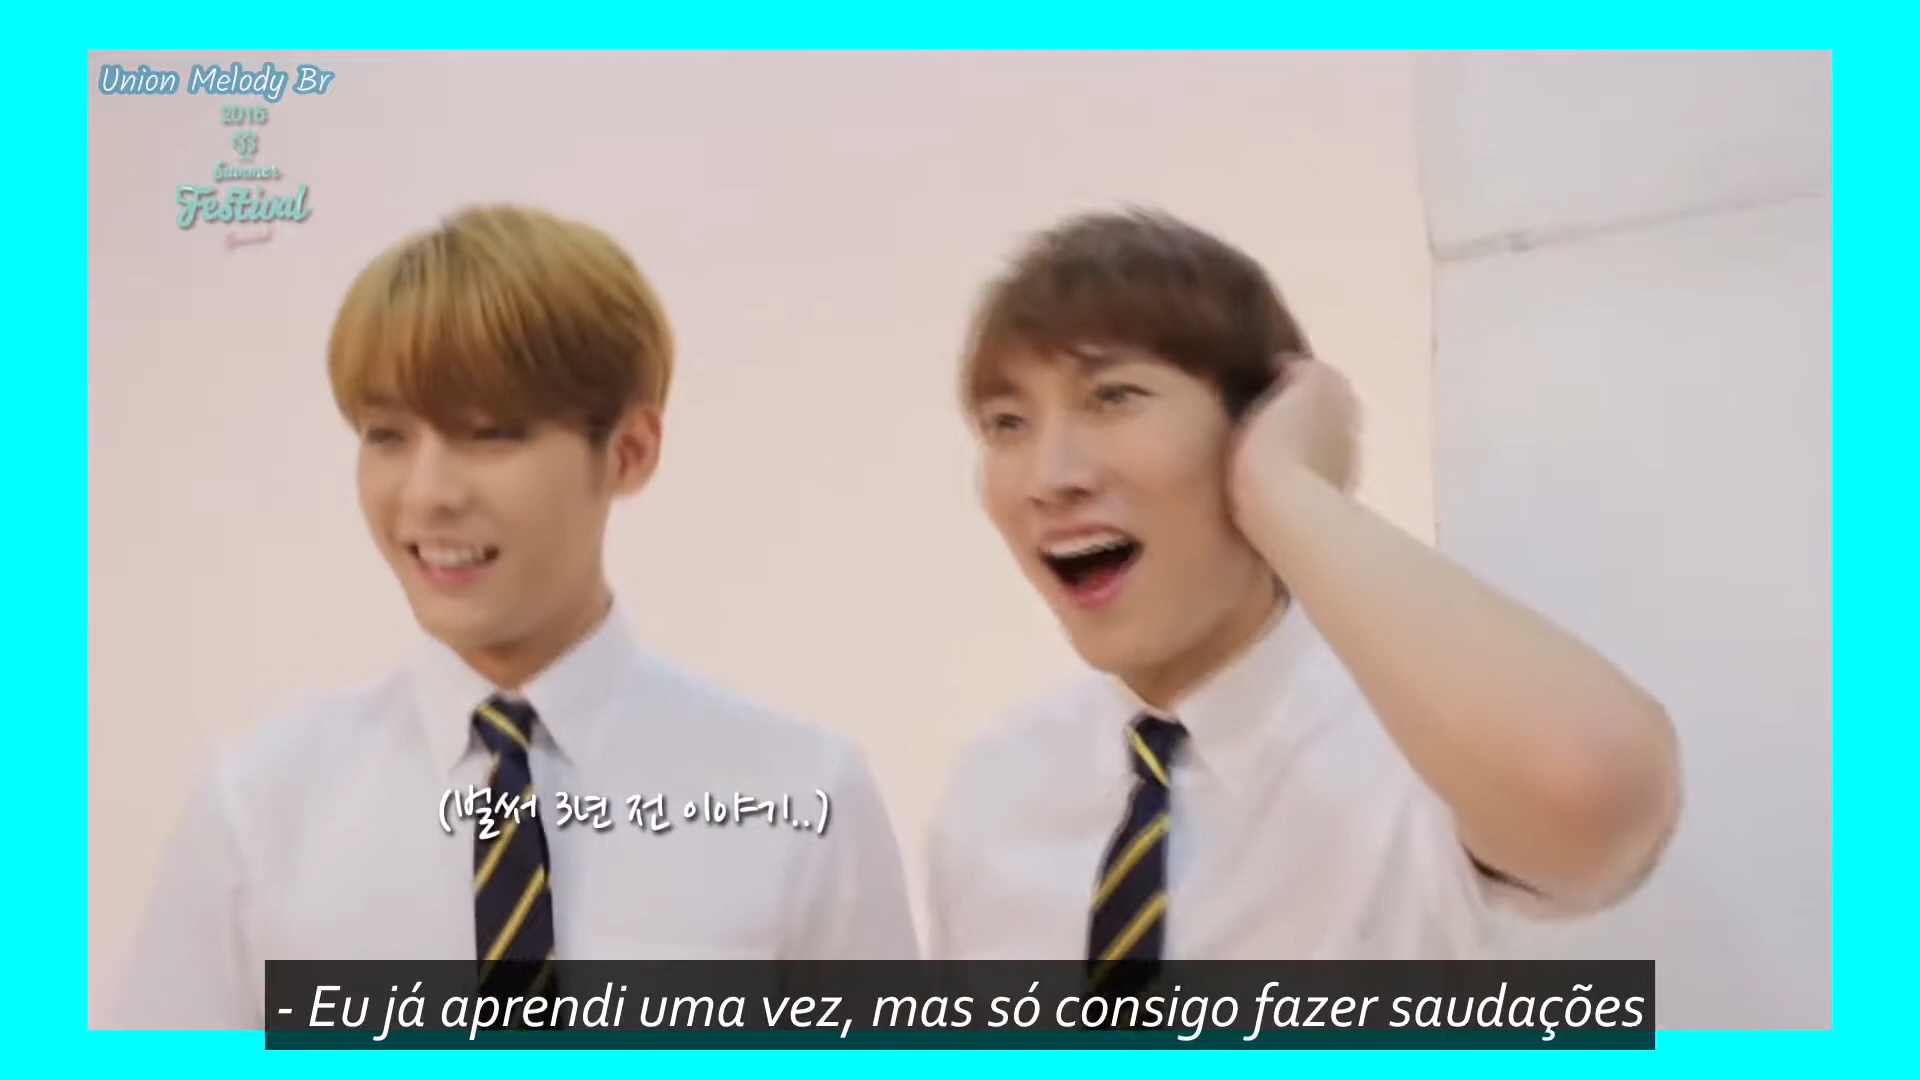 Union Melody Br
2016
Summer
Festival
(벌써 3년 전 이야기..)
- Eu já aprendi uma vez, mas só consigo fazer saudações